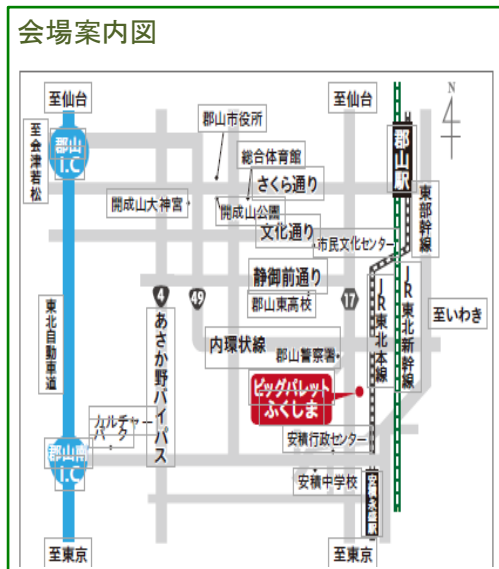 会場案内図
至仙台
至仙台
N
郡山市役所
郡山
I.C
至会津若松
総合体育館
郡山駅
さくら通り
開成山大神宮
開成山公園
東部幹線
文化通り
市民文化センター
静御前通り
4
49
郡山東高校
17
JR東北本線
JR東北新幹線
至いわき
東北自動車道
あさか野バイパス
内環状線
郡山警察署
ビッグパレット
ふくしま
カルチャー
パーク
安積行政センター
郡山南
I.C
安積中学校
安積永盛駅
至東京
至東京